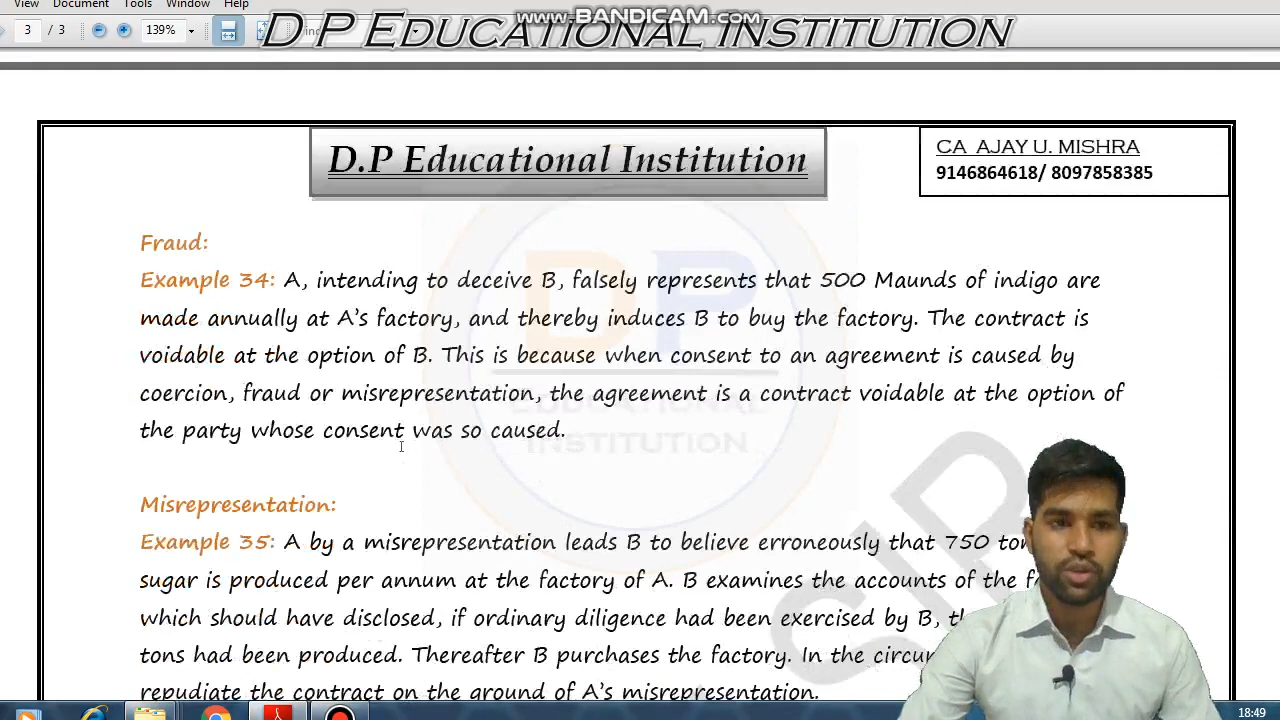 View Document Tools Window Help
www.BANDICAM.com
3 / 3 139%
D P EDUCATIONAL INSTITUTION
D.P Educational Institution
CA AJAY U. MISHRA
9146864618/ 8097858385
Fraud:
Example 34: A, intending to deceive B, falsely represents that 500 Maunds of indigo are
made annually at A's factory, and thereby induces B to buy the factory. The contract is
voidable at the option of B. This is because when consent to an agreement is caused by
coercion, fraud or misrepresentation, the agreement is a contract voidable at the option of
the party whose consent was so caused.
DP
EDUCATIONAL
INSTITUTION
Misrepresentation:
Example 35: A by a misrepresentation leads B to believe erroneously that 750
sugar is produced per annum at the factory of A. B examines the accounts of the
which should have disclosed, if ordinary diligence had been exercised by B,
tons had been produced. Thereafter B purchases the factory. In the
repudiate the contract on the ground of A's misrepresentation.
18:49